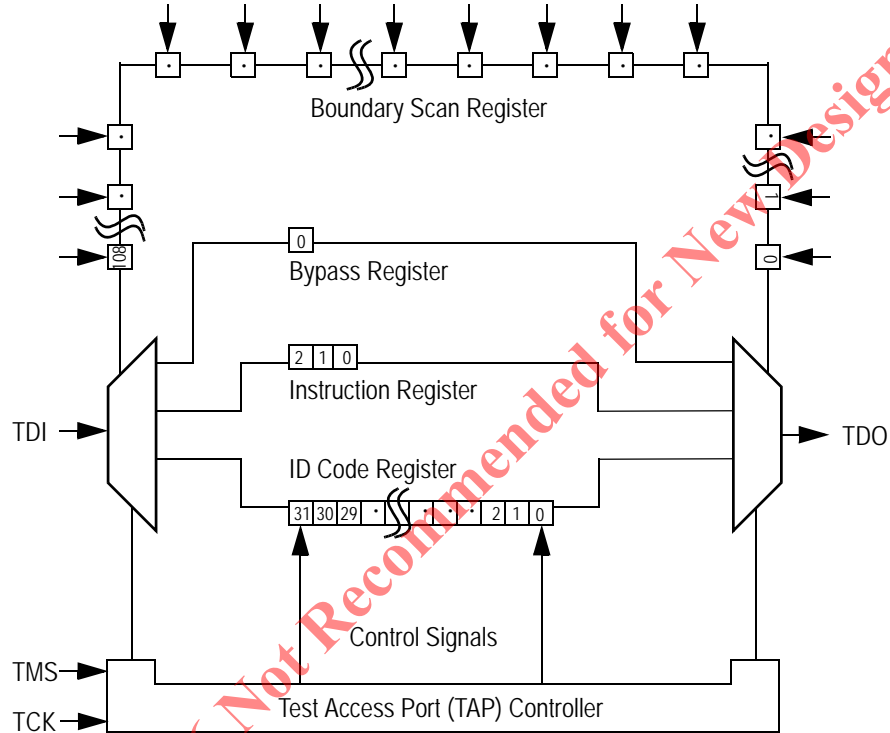 Boundary Scan Register
1
108
0
0
Bypass Register
2 1 0
Instruction Register
TDI
TDO
ID Code Register
31 30 29 · · · · · 2 1 0
Control Signals
TMS
Test Access Port (TAP) Controller
TCK
Not Recommended for New Design